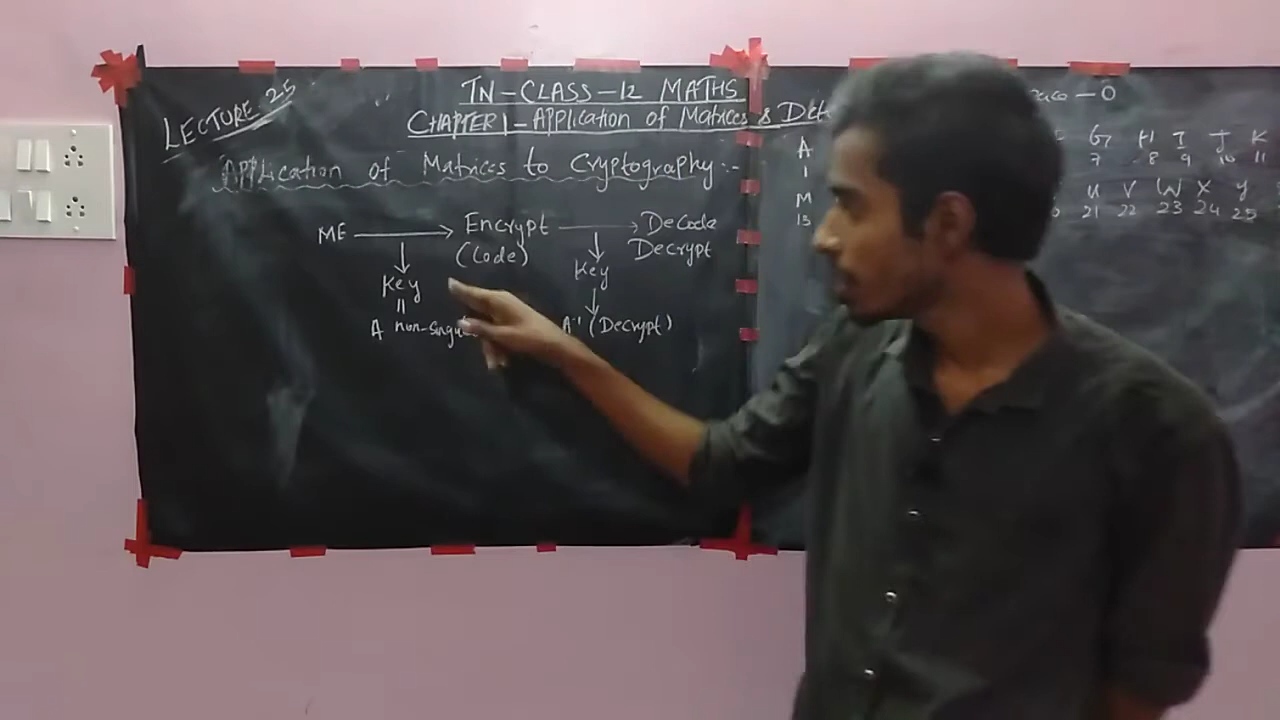 LECTURE 25
TN-CLASS-12 MATHS
CHAPTER 1 - APPlication of Matrices &
APPlication of Matrices to Cryptography :-
ME → Encrypt → Decode
(Code) Decrypt
Key Key
A non- A⁻¹ (Decrypt)
- 0
A G H I J K
1 7 8 9 10 11
M U V W X Y
13 21 22 23 24 25